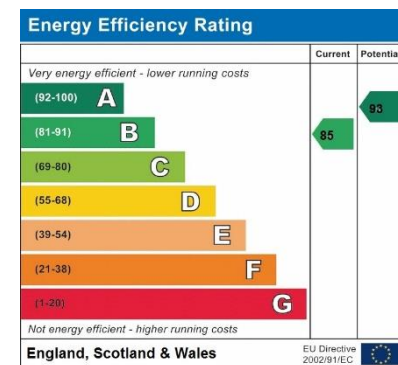 Energy Efficiency Rating
Current Potentia
Very energy efficient - lower running costs
(92-100) A
93
(81-91) B
85
(69-80) C
(55-68) D
(39-54) E
(21-38) F
(1-20) G
Not energy efficient - higher running costs
England, Scotland & Wales
EU Directive
2002/91/EC